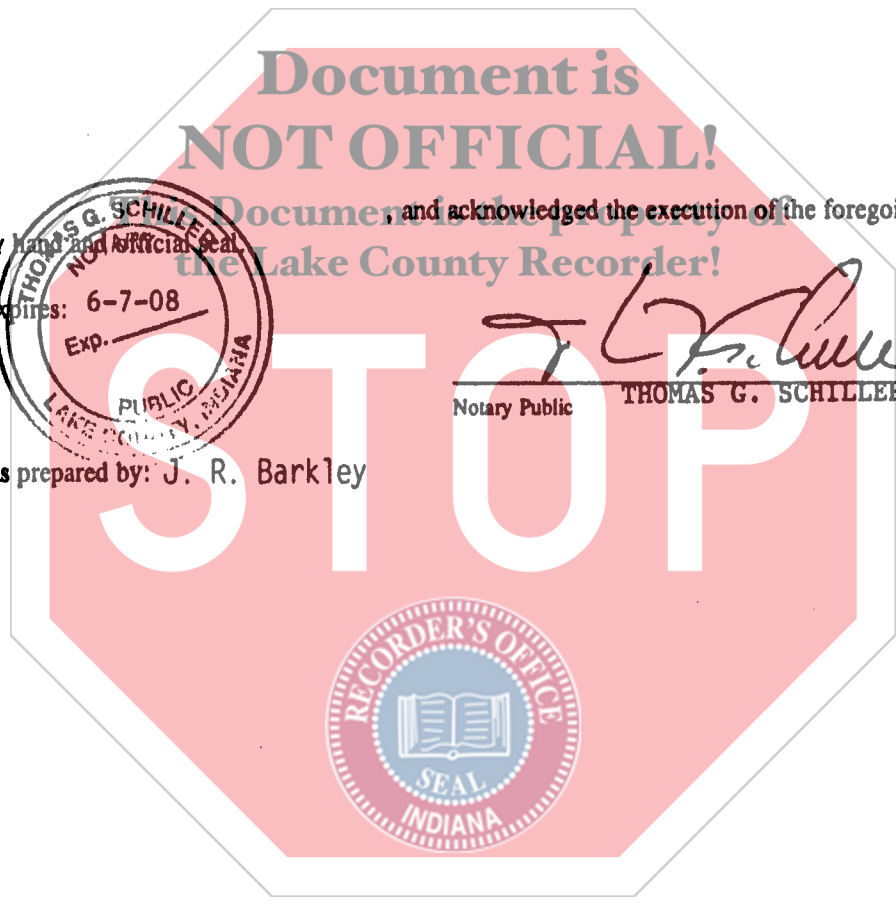 Document is
NOT OFFICIAL!
This Document is the property of
the Lake County Recorder!
, and acknowledged the execution of the foregoi
hand and official seal.
pires: 6-7-08
THOMAS G. SCHILLER
NOTARY
Exp.
PUBLIC
LAKE COUNTY, INDIANA
Notary Public
THOMAS G. SCHILLER
s prepared by: J. R. Barkley
STOP
RECORDER'S OFFICE
SEAL
INDIANA